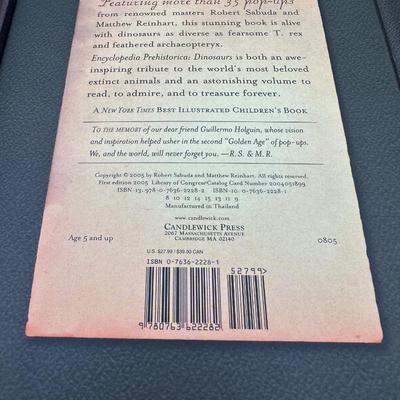 Featuring more than 35 pop-ups
from renowned masters Robert Sabuda and
Matthew Reinhart, this stunning book is alive
with dinosaurs as diverse as fearsome T. rex
and feathered archaeopteryx.
Encyclopedia Prehistorica: Dinosaurs is both an awe-
inspiring tribute to the world's most beloved
extinct animals and an astonishing volume to
read, to admire, and to treasure forever.
A New York Times Best Illustrated Children's Book
To the memory of our dear friend Guillermo Holguin, whose vision
and inspiration helped usher in the second "Golden Age" of pop-ups.
We, and the world, will never forget you. —R. S. & M. R.
Copyright © 2005 by Robert Sabuda and Matthew Reinhart. All rights reserved.
First edition 2005 Library of Congress Catalog Card Number 2004051899
ISBN-13: 978-0-7636-2228-2 ISBN-10: 0-7636-2228-1
8 10 12 14 15 13 11 9
Manufactured in Thailand
www.candlewick.com
Candlewick Press
2067 Massachusetts Avenue
Cambridge MA 02140
Age 5 and up
0805
U.S. $27.99 / $39.00 CAN
ISBN 0-7636-2228-1
52799>
9 780763 622282